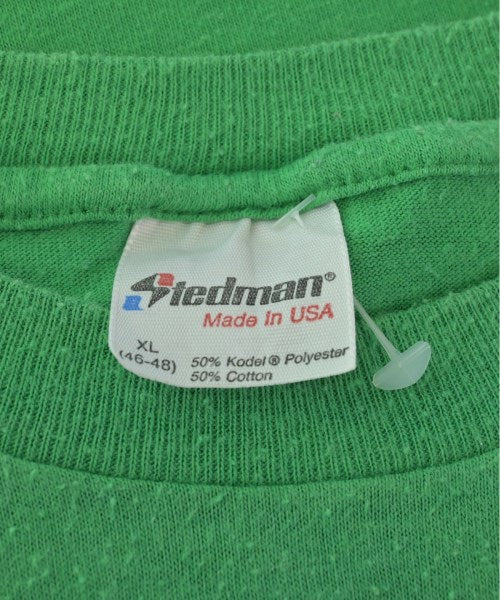 Stedman®
Made in USA
XL
(46-48)
50% Kodel® Polyester
50% Cotton